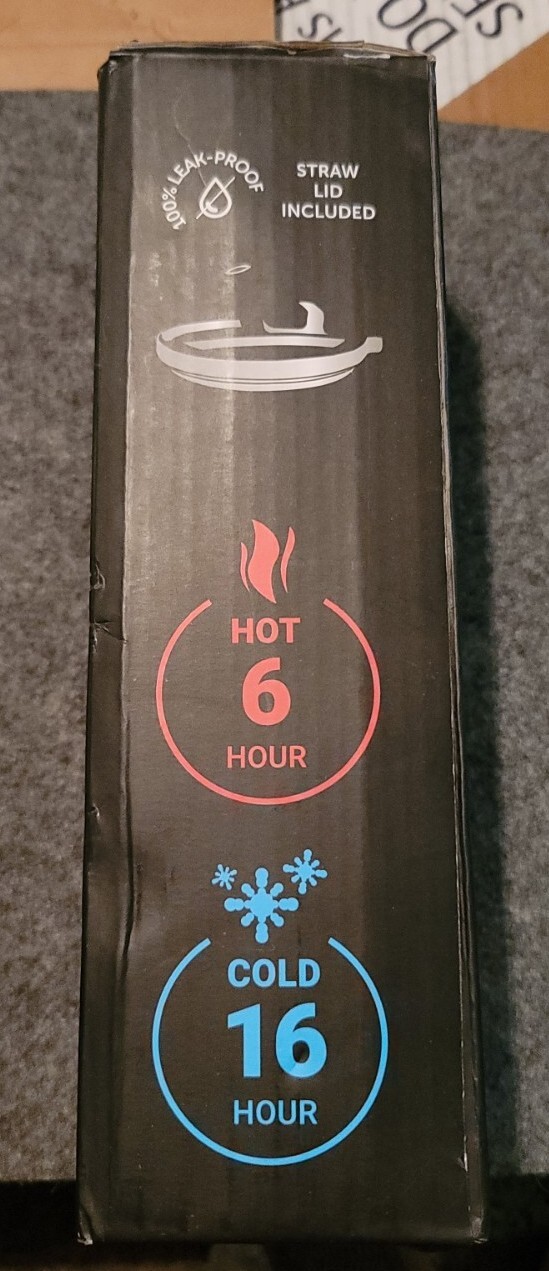 100% LEAK-PROOF
STRAW
LID
INCLUDED
HOT
6
HOUR
COLD
16
HOUR